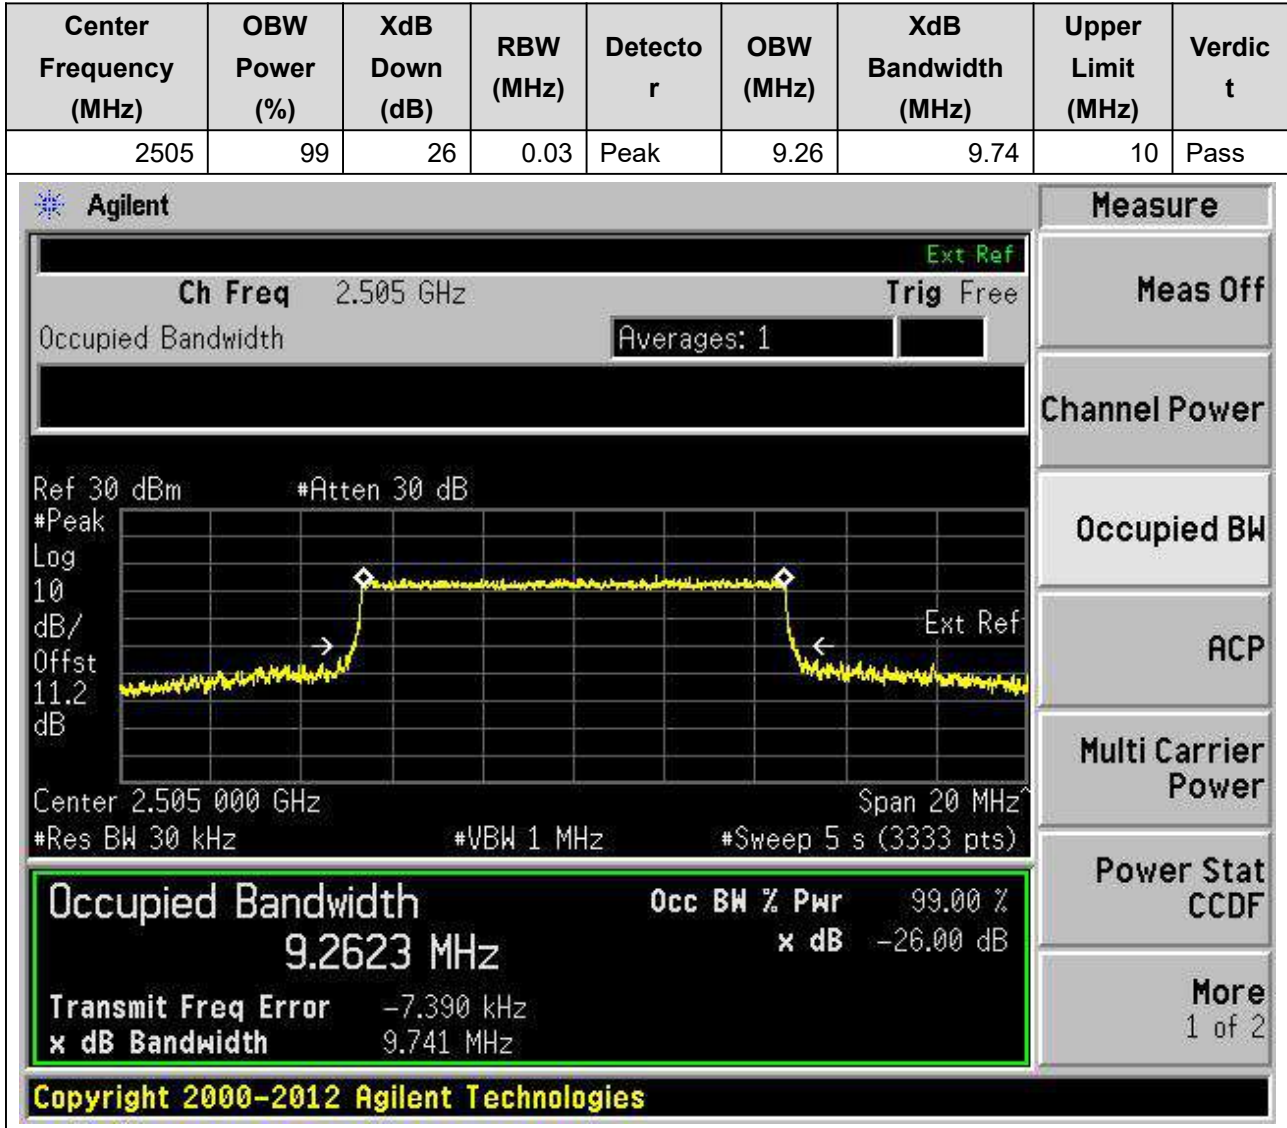 Center Frequency (MHz) OBW Power (%) XdB Down (dB) RBW (MHz) Detecto r OBW (MHz) XdB Bandwidth (MHz) Upper Limit (MHz) Verdic t
2505 99 26 0.03 Peak 9.26 9.74 10 Pass
Agilent
Measure
Ext Ref
Ch Freq 2.505 GHz Trig Free
Meas Off
Occupied Bandwidth Averages: 1
Channel Power
Ref 30 dBm #Atten 30 dB
#Peak
Log
10
dB/
Offst
11.2
dB
Ext Ref
Occupied BW
ACP
Center 2.505 000 GHz Span 20 MHz^
#Res BW 30 kHz #VBW 1 MHz #Sweep 5 s (3333 pts)
Multi Carrier
Power
Occupied Bandwidth Occ BW % Pwr 99.00 %
9.2623 MHz x dB -26.00 dB
Power Stat
CCDF
Transmit Freq Error -7.390 kHz
x dB Bandwidth 9.741 MHz
More
1 of 2
Copyright 2000-2012 Agilent Technologies